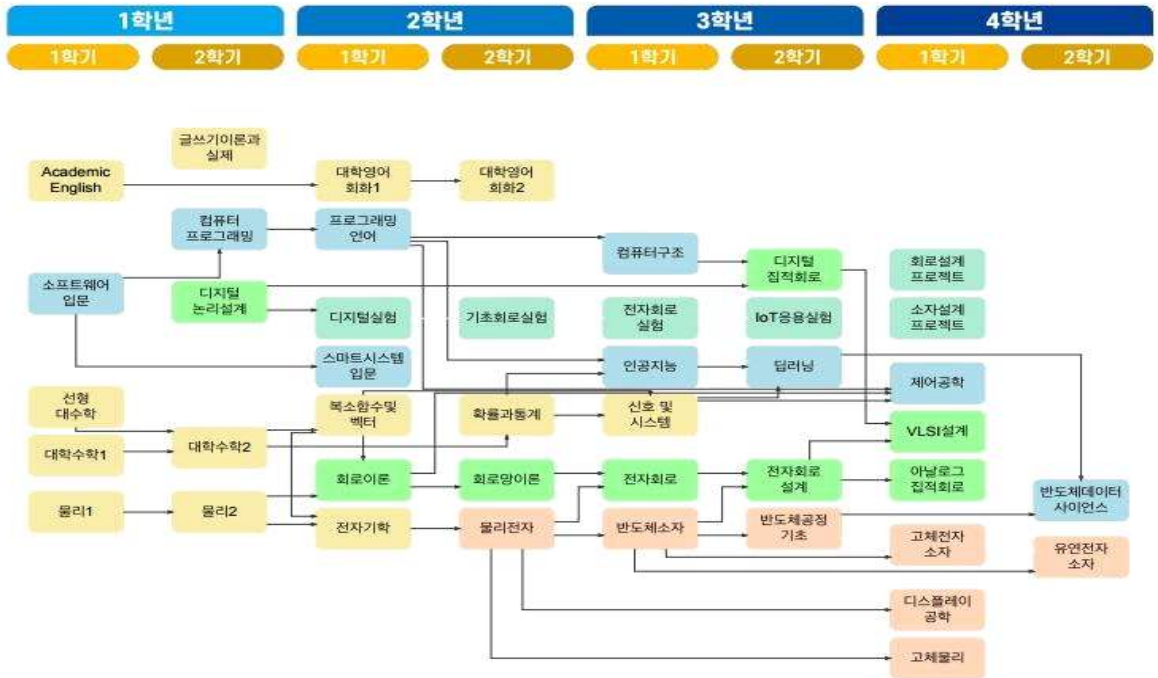 1학년
2학년
3학년
4학년
1학기
2학기
1학기
2학기
1학기
2학기
1학기
2학기
글쓰기이론과
실제
Academic
English
대학영어
회화1
대학영어
회화2
컴퓨터
프로그래밍
프로그래밍
언어
컴퓨터구조
디지털
집적회로
회로설계
프로젝트
소프트웨어
입문
디지털
논리설계
디지털실험
기초회로실험
전자회로
실험
IoT응용실험
소자설계
프로젝트
스마트시스템
입문
인공지능
딥러닝
제어공학
선형
대수학
복소함수및
벡터
확률과통계
신호 및
시스템
VLSI설계
대학수학1
대학수학2
회로이론
회로망이론
전자회로
전자회로
설계
아날로그
집적회로
반도체데이터
사이언스
물리1
물리2
전자기학
물리전자
반도체소자
반도체공정
기초
고체전자
소자
유연전자
소자
디스플레이
공학
고체물리